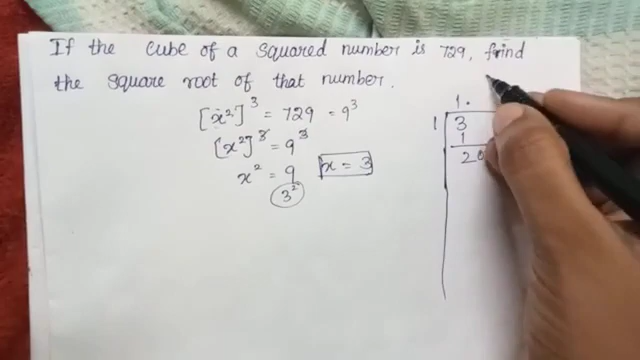 If the cube of a squared number is 729, find
the square root of that number.
[x²]³ = 729 = 9³
[x²]³ = 9³
x² = 9 x = 3
3²
1.
1 3
1
20